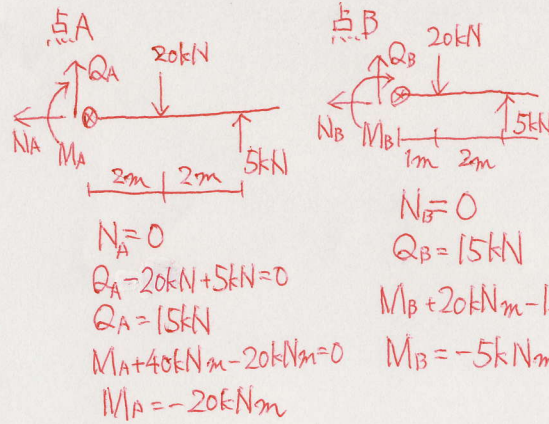 点A
20kN
QA
NA
MA
5kN
2m 2m
NA=0
QA-20kN+5kN=0
QA=15kN
MA+40kNm-20kNm=0
MA=-20kNm
点B
20kN
QB
NB
MB
5kN
1m 2m
NB=0
QB=15kN
MB+20kNm-1
MB=-5kNm